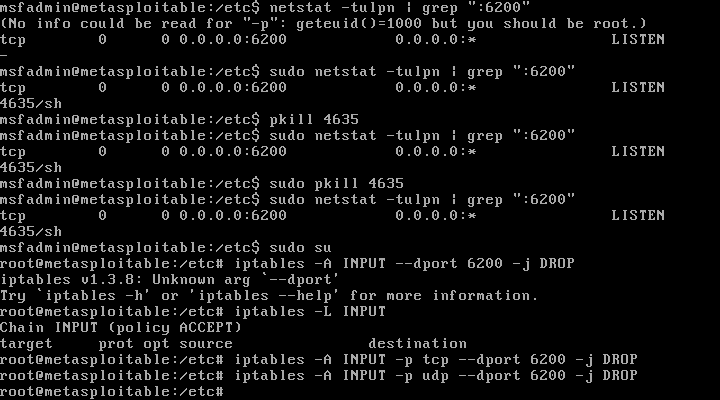 msfadmin@metasploitable:/etc$ netstat -tulpn | grep ":6200"
(No info could be read for "-p": geteuid()=1000 but you should be root.)
tcp        0      0 0.0.0.0:6200            0.0.0.0:*               LISTEN
-
msfadmin@metasploitable:/etc$ sudo netstat -tulpn | grep ":6200"
tcp        0      0 0.0.0.0:6200            0.0.0.0:*               LISTEN
4635/sh
msfadmin@metasploitable:/etc$ pkill 4635
msfadmin@metasploitable:/etc$ sudo netstat -tulpn | grep ":6200"
tcp        0      0 0.0.0.0:6200            0.0.0.0:*               LISTEN
4635/sh
msfadmin@metasploitable:/etc$ sudo pkill 4635
msfadmin@metasploitable:/etc$ sudo netstat -tulpn | grep ":6200"
tcp        0      0 0.0.0.0:6200            0.0.0.0:*               LISTEN
4635/sh
msfadmin@metasploitable:/etc$ sudo su
root@metasploitable:/etc# iptables -A INPUT --dport 6200 -j DROP
iptables v1.3.8: Unknown arg `--dport'
Try `iptables -h' or 'iptables --help' for more information.
root@metasploitable:/etc# iptables -L INPUT
Chain INPUT (policy ACCEPT)
target     prot opt source               destination
root@metasploitable:/etc# iptables -A INPUT -p tcp --dport 6200 -j DROP
root@metasploitable:/etc# iptables -A INPUT -p udp --dport 6200 -j DROP
root@metasploitable:/etc#